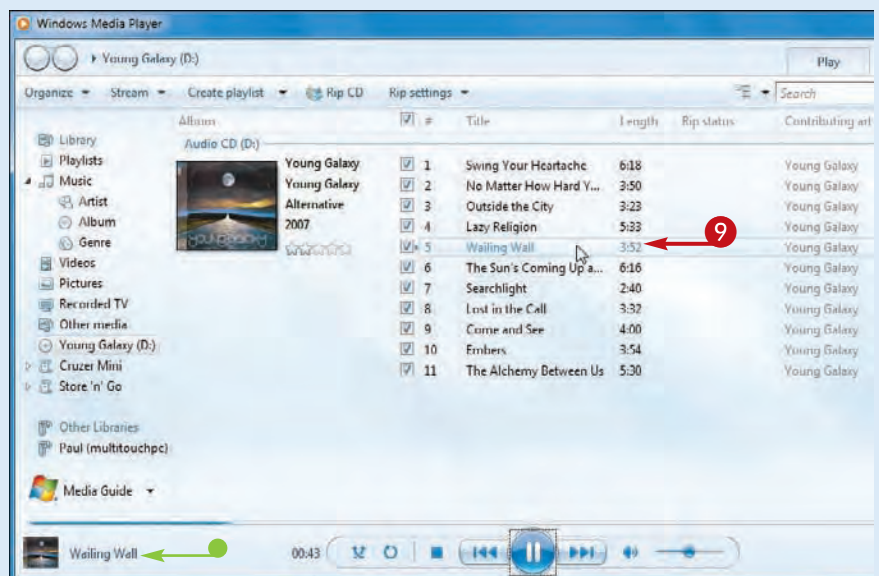 Windows Media Player
Young Galaxy (D:)
Play
Organize Stream Create playlist Rip CD Rip settings Search
Album # Title Length Rip status Contributing art
Library
Audio CD (D:)
Playlists
Music
Artist
Album
Genre
Videos
Pictures
Recorded TV
Other media
Young Galaxy (D:)
Cruzer Mini
Store 'n' Go
Other Libraries
Paul (multitouchpc)
Young Galaxy
Young Galaxy
Alternative
2007
young galaxy
1 Swing Your Heartache 6:18 Young Galaxy
2 No Matter How Hard Y... 3:50 Young Galaxy
3 Outside the City 3:23 Young Galaxy
4 Lazy Religion 5:33 Young Galaxy
5 Wailing Wall 3:52 9 Young Galaxy
6 The Sun's Coming Up a... 6:16 Young Galaxy
7 Searchlight 2:40 Young Galaxy
8 Lost in the Call 3:32 Young Galaxy
9 Come and See 4:00 Young Galaxy
10 Embers 3:54 Young Galaxy
11 The Alchemy Between Us 5:30 Young Galaxy
Media Guide
Wailing Wall 00:43